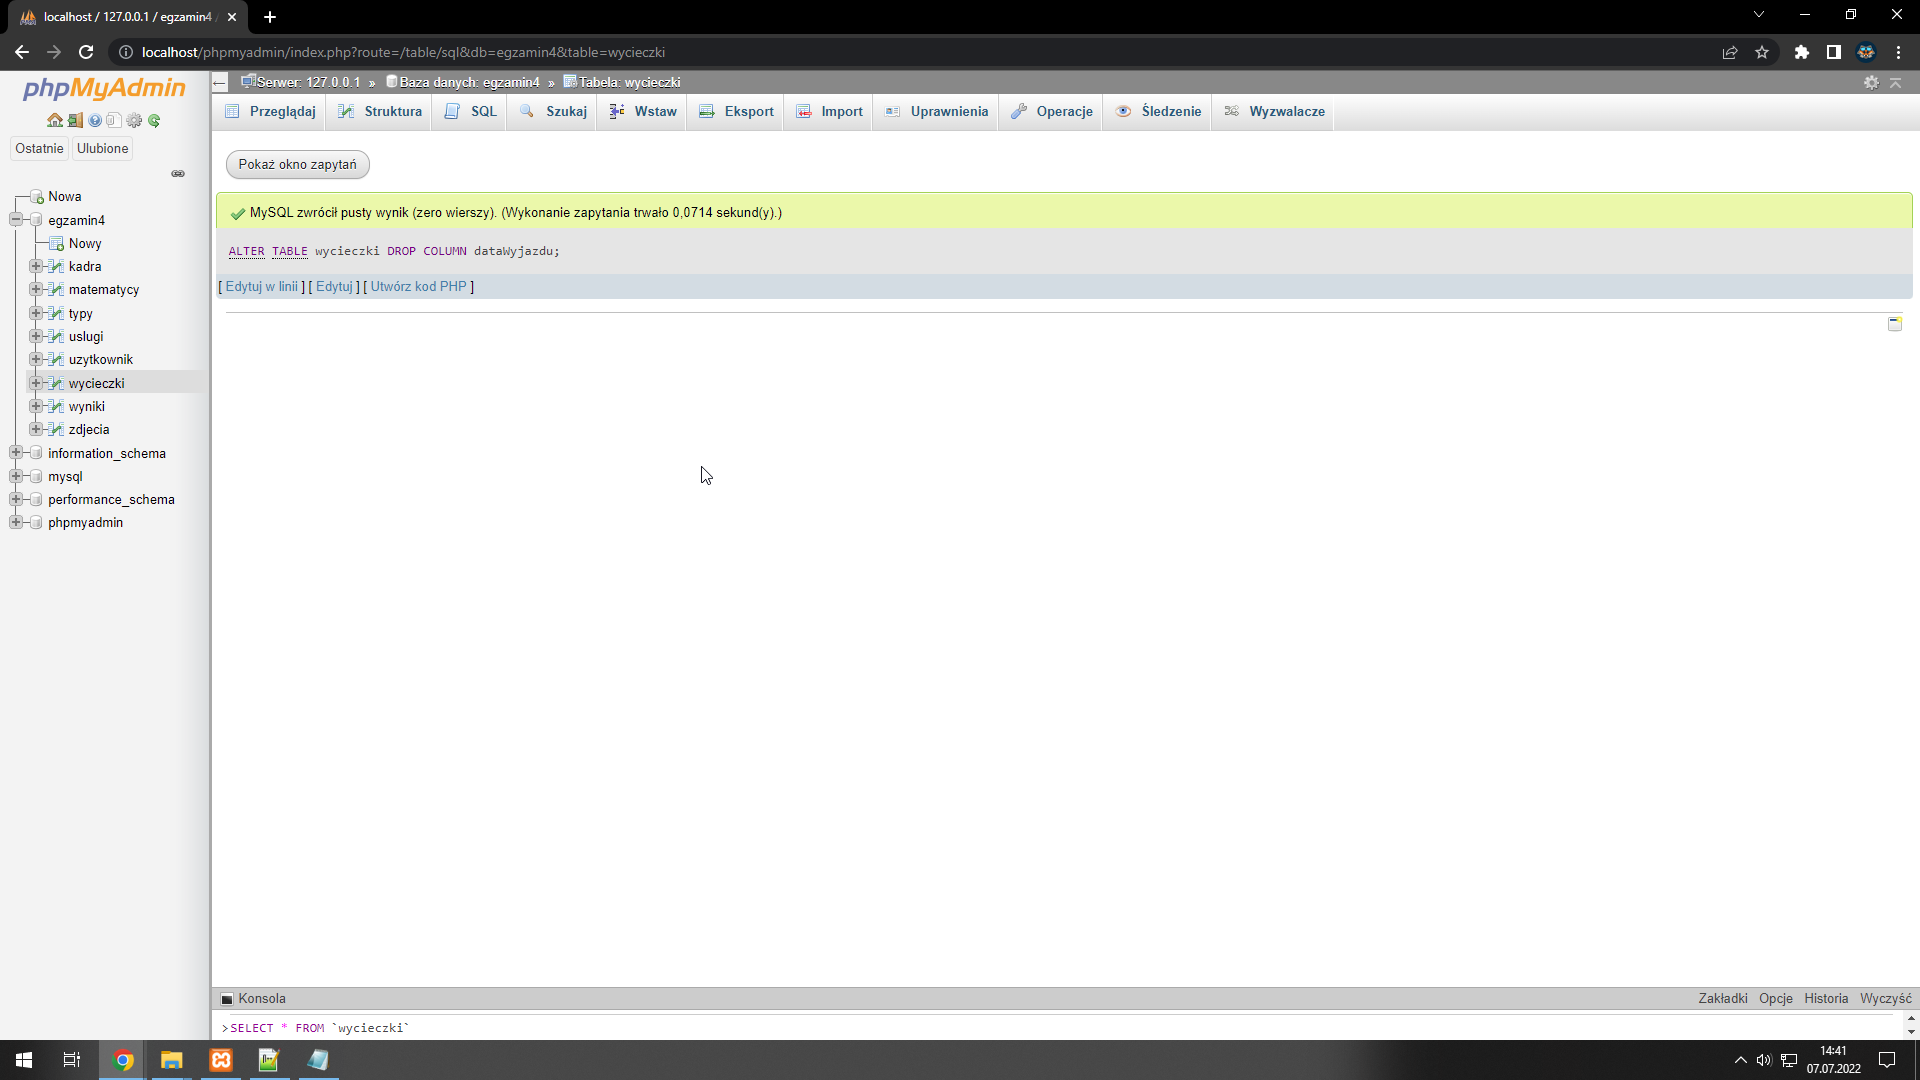 localhost / 127.0.0.1 / egzamin4
localhost/phpmyadmin/index.php?route=/table/sql&db=egzamin4&table=wycieczki
phpMyAdmin
Ostatnie
Ulubione
Nowa
egzamin4
Nowy
kadra
matematycy
typy
uslugi
uzytkownik
wycieczki
wyniki
zdjecia
information_schema
mysql
performance_schema
phpmyadmin
Serwer: 127.0.0.1 » Baza danych: egzamin4 » Tabela: wycieczki
Przeglądaj Struktura SQL Szukaj Wstaw Eksport Import Uprawnienia Operacje Śledzenie Wyzwalacze
Pokaż okno zapytań
MySQL zwrócił pusty wynik (zero wierszy). (Wykonanie zapytania trwało 0,0714 sekund(y).)
ALTER TABLE wycieczki DROP COLUMN dataWyjazdu;
[ Edytuj w linii ] [ Edytuj ] [ Utwórz kod PHP ]
Konsola
Zakładki Opcje Historia Wyczyść
>SELECT * FROM `wycieczki`
14:41
07.07.2022